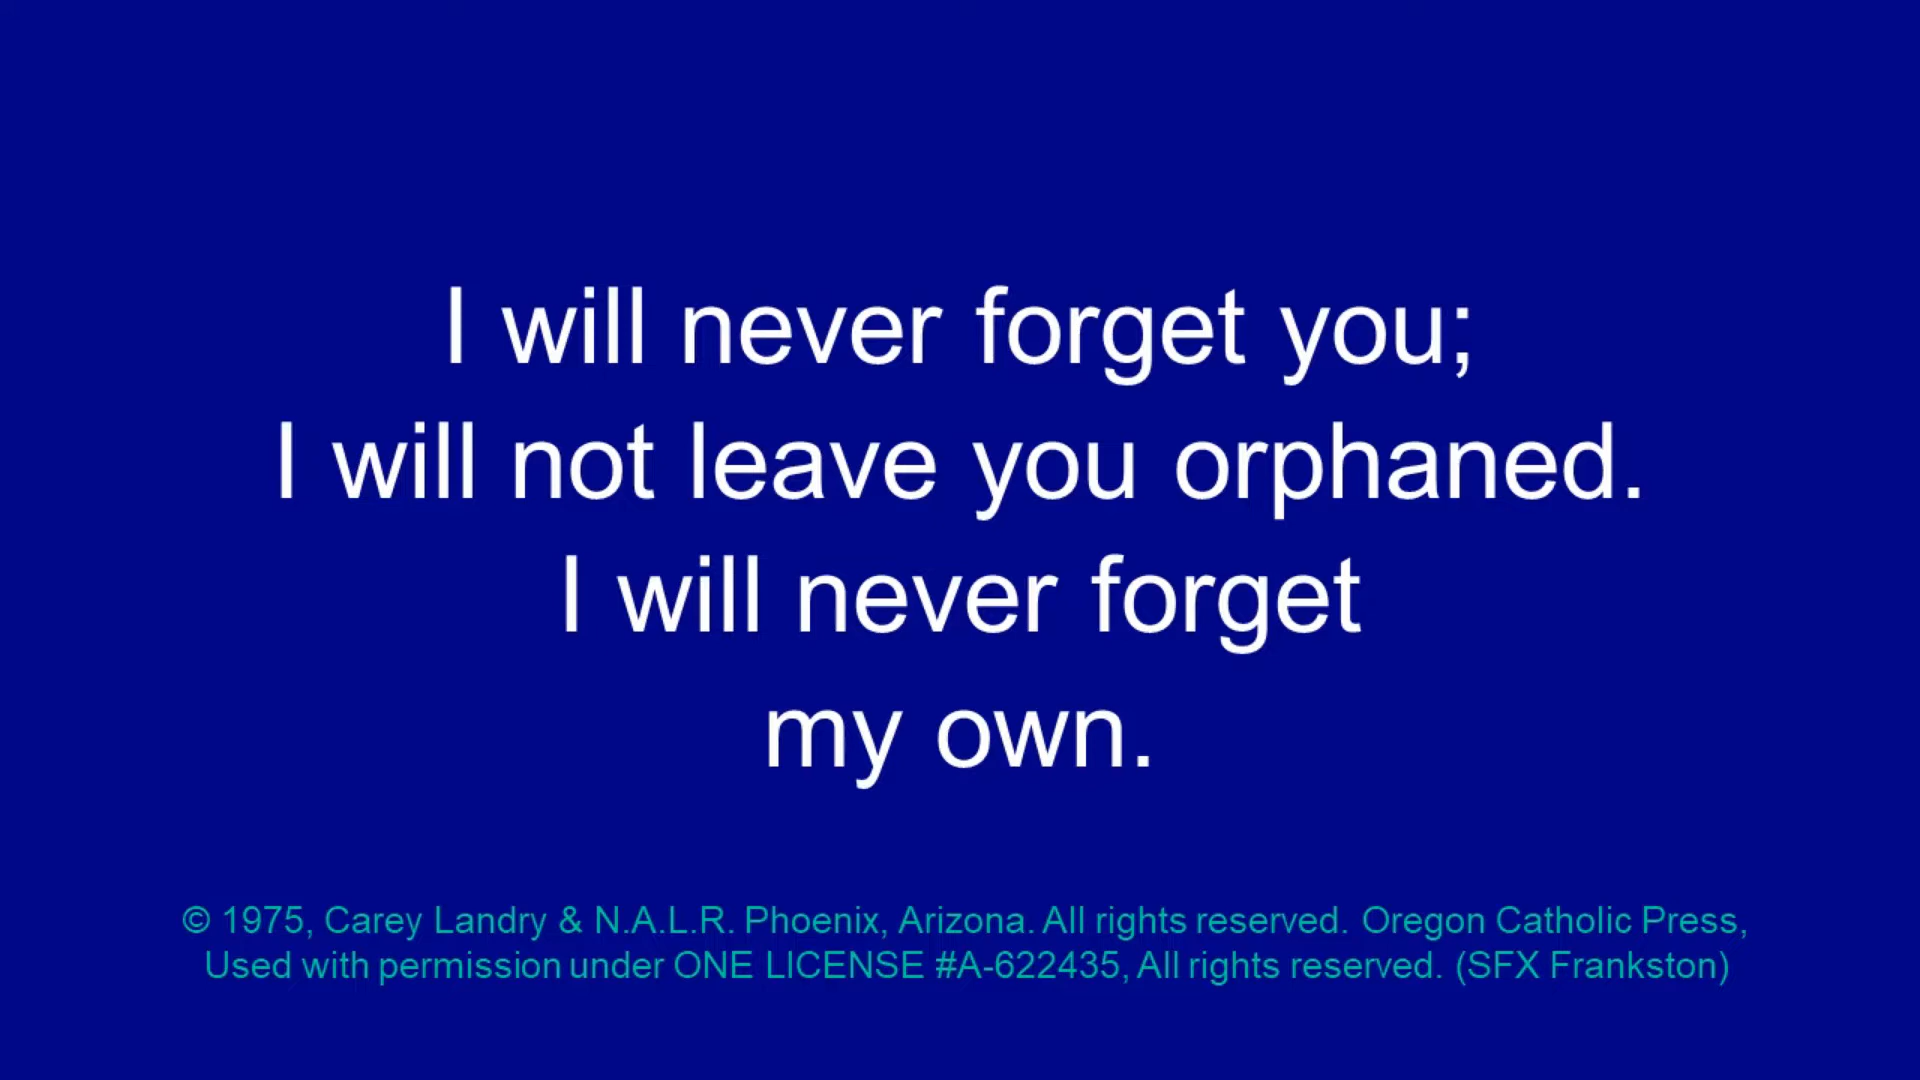 I will never forget you;
I will not leave you orphaned.
I will never forget
my own.
© 1975, Carey Landry & N.A.L.R. Phoenix, Arizona. All rights reserved. Oregon Catholic Press,
Used with permission under ONE LICENSE #A-622435, All rights reserved. (SFX Frankston)